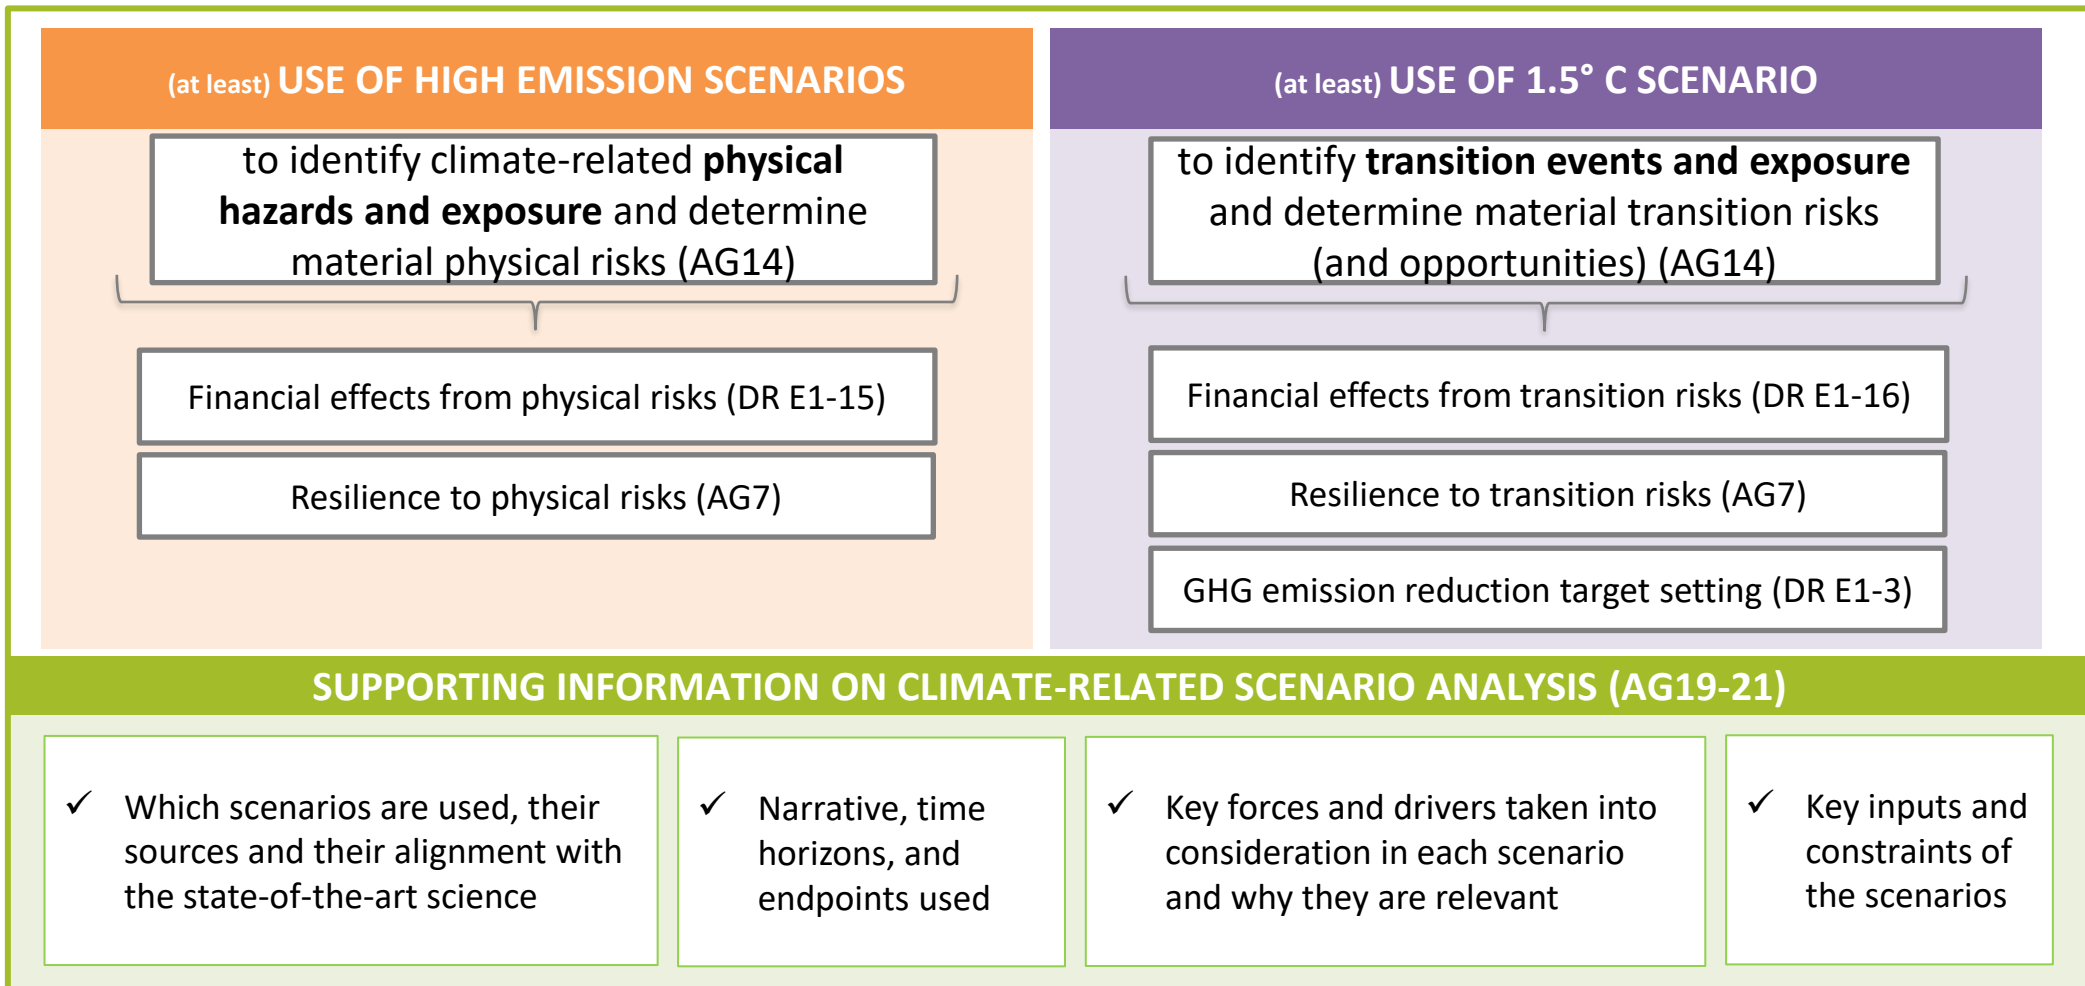 (at least) USE OF HIGH EMISSION SCENARIOS
to identify climate-related physical
hazards and exposure and determine
material physical risks (AG14)
Financial effects from physical risks (DR E1-15)
Resilience to physical risks (AG7)
(at least) USE OF 1.5° C SCENARIO
to identify transition events and exposure
and determine material transition risks
(and opportunities) (AG14)
Financial effects from transition risks (DR E1-16)
Resilience to transition risks (AG7)
GHG emission reduction target setting (DR E1-3)
SUPPORTING INFORMATION ON CLIMATE-RELATED SCENARIO ANALYSIS (AG19-21)
✓ Which scenarios are used, their
sources and their alignment with
the state-of-the-art science
✓ Narrative, time
horizons, and
endpoints used
✓ Key forces and drivers taken into
consideration in each scenario
and why they are relevant
✓ Key inputs and
constraints of
the scenarios